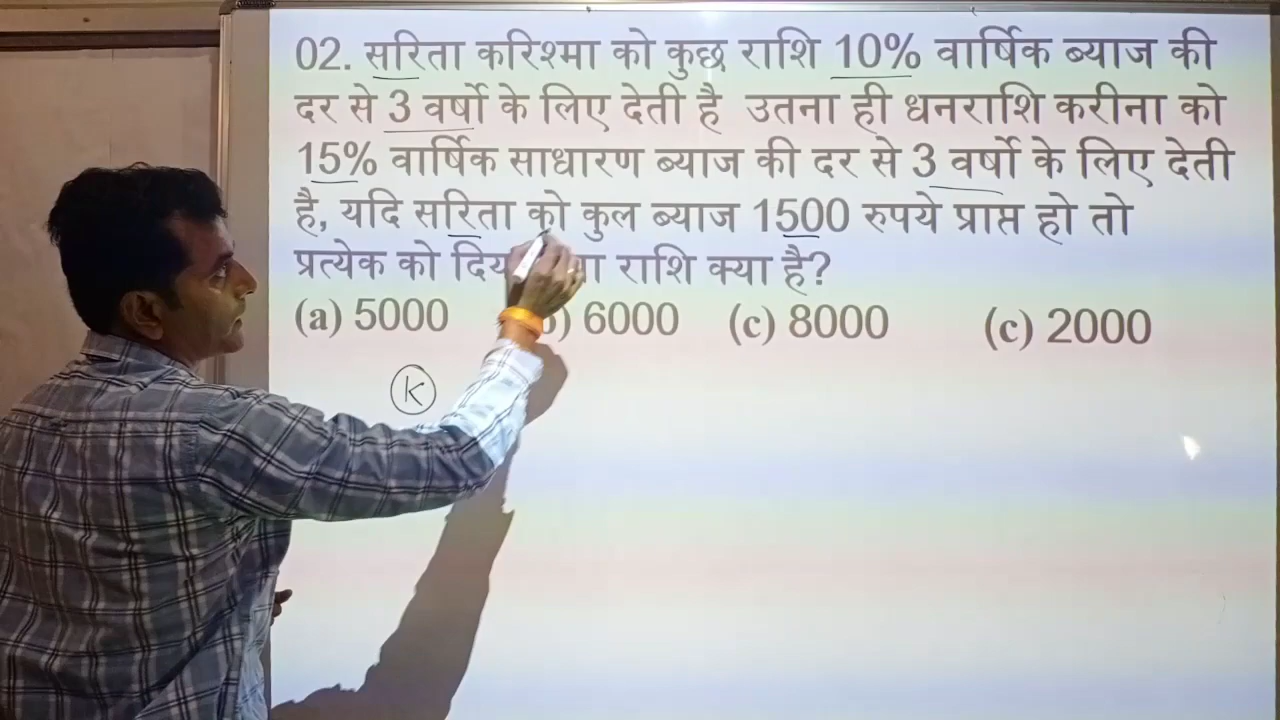 02. सरिता करिश्मा को कुछ राशि 10% वार्षिक ब्याज की
दर से 3 वर्षो के लिए देती है उतना ही धनराशि करीना को
15% वार्षिक साधारण ब्याज की दर से 3 वर्षो के लिए देती
है, यदि सरिता को कुल ब्याज 1500 रुपये प्राप्त हो तो
प्रत्येक को राशि क्या है?
(a) 5000 6000 (c) 8000 (c) 2000
K